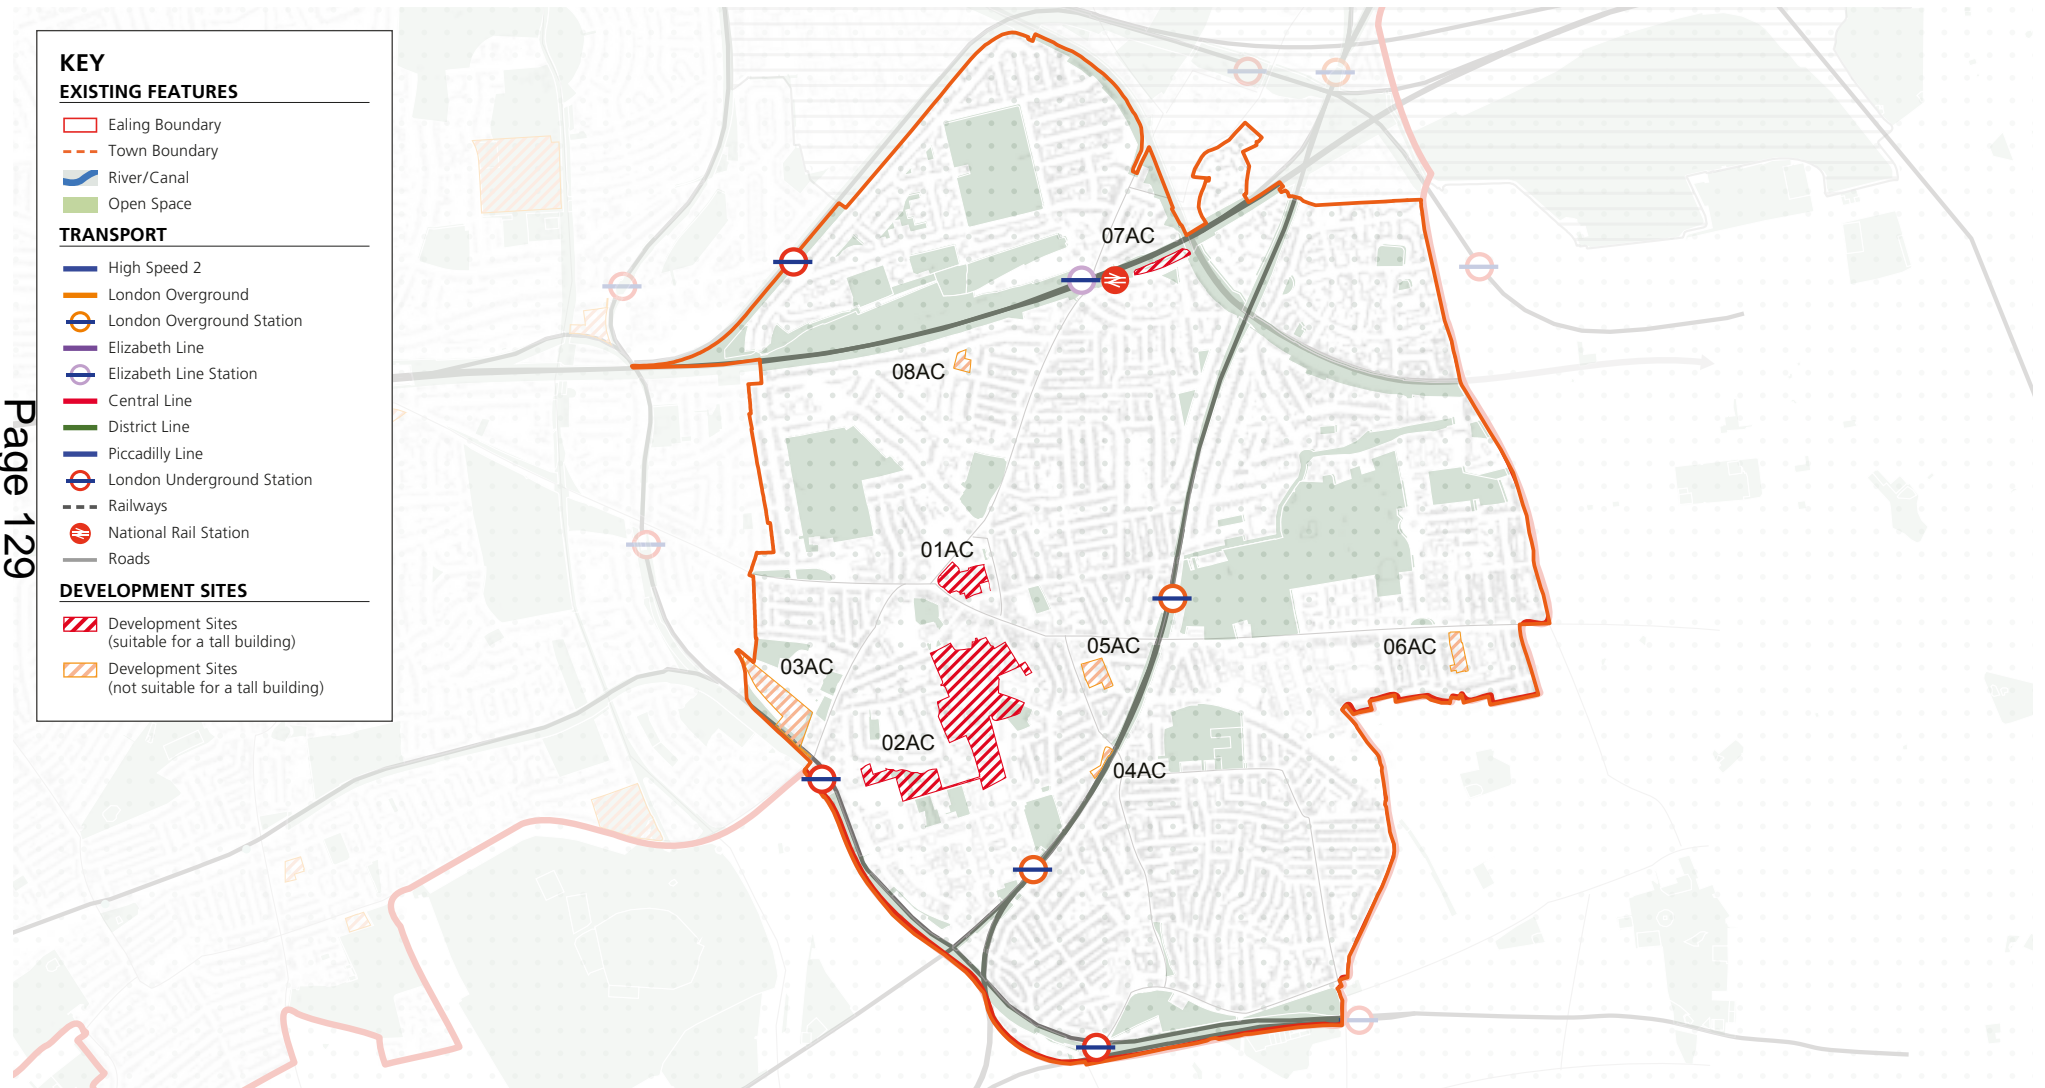 KEY
EXISTING FEATURES
Ealing Boundary
Town Boundary
River/Canal
Open Space
TRANSPORT
High Speed 2
London Overground
London Overground Station
Elizabeth Line
Elizabeth Line Station
Central Line
District Line
Piccadilly Line
London Underground Station
Railways
National Rail Station
Roads
DEVELOPMENT SITES
Development Sites
(suitable for a tall building)
Development Sites
(not suitable for a tall building)
Page 129
07AC
08AC
01AC
05AC
06AC
03AC
02AC
04AC